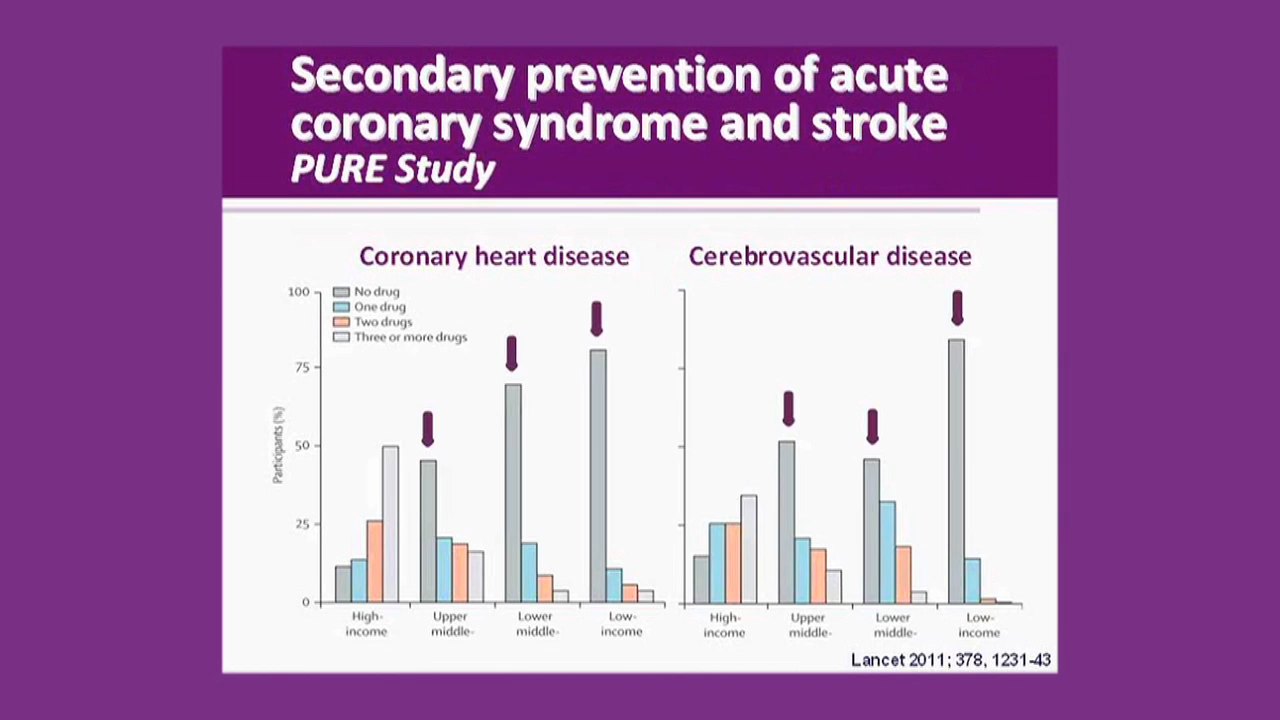 Secondary prevention of acute
coronary syndrome and stroke
PURE Study
Coronary heart disease
Cerebrovascular disease
100
75
50
25
0
Participants (%)
No drug
One drug
Two drugs
Three or more drugs
High-
income
Upper
middle-
Lower
middle-
Low-
income
High-
income
Upper
middle-
Lower
middle-
Low-
income
Lancet 2011; 378, 1231-43